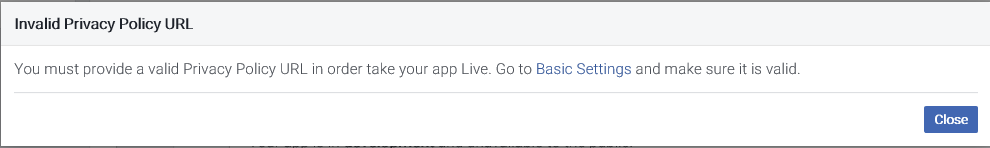 Invalid Privacy Policy URL
You must provide a valid Privacy Policy URL in order take your app Live. Go to Basic Settings and make sure it is valid.
Close